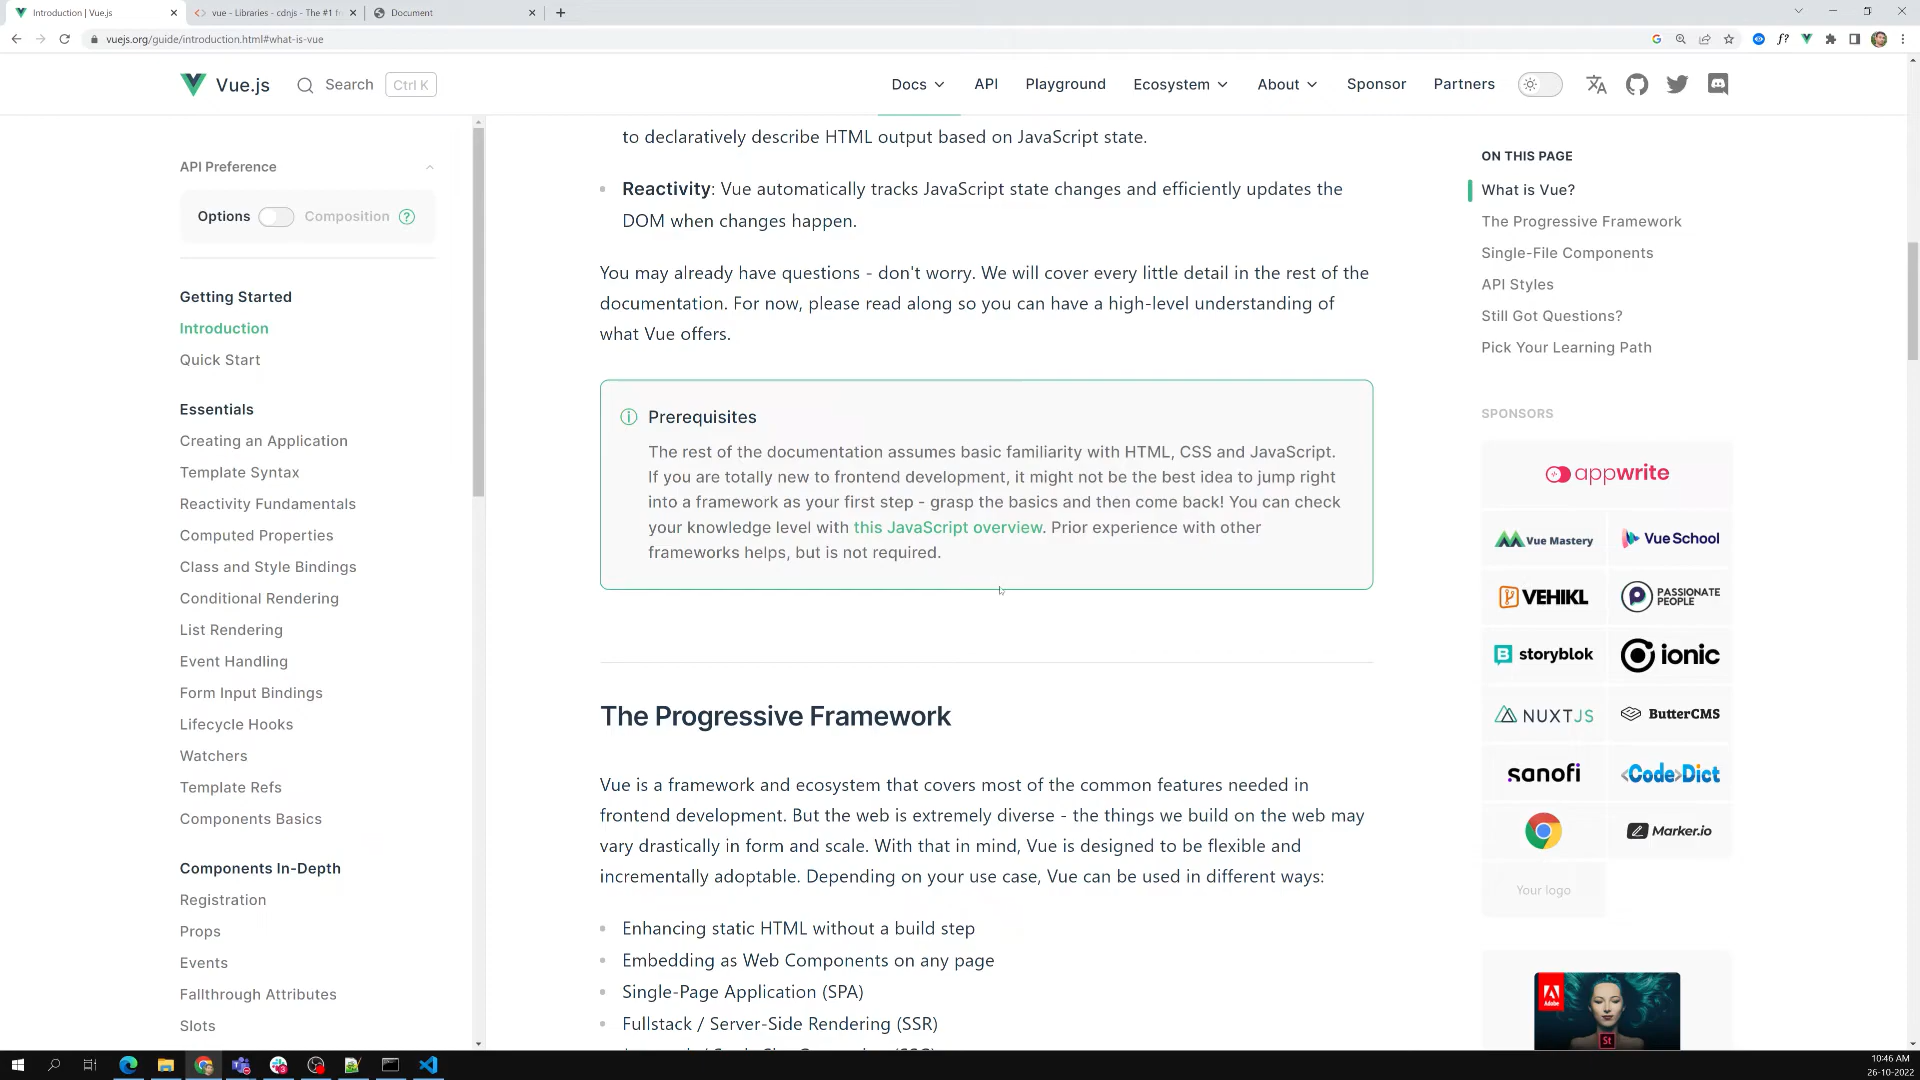 Introduction | Vue.js
vue - Libraries - cdnjs - The #1 fr
Document
vuejs.org/guide/introduction.html#what-is-vue
Vue.js
Search
Ctrl K
Docs
API
Playground
Ecosystem
About
Sponsor
Partners
API Preference
Options
Composition
?
Getting Started
Introduction
Quick Start
Essentials
Creating an Application
Template Syntax
Reactivity Fundamentals
Computed Properties
Class and Style Bindings
Conditional Rendering
List Rendering
Event Handling
Form Input Bindings
Lifecycle Hooks
Watchers
Template Refs
Components Basics
Components In-Depth
Registration
Props
Events
Fallthrough Attributes
Slots
to declaratively describe HTML output based on JavaScript state.
Reactivity: Vue automatically tracks JavaScript state changes and efficiently updates the
DOM when changes happen.
You may already have questions - don't worry. We will cover every little detail in the rest of the
documentation. For now, please read along so you can have a high-level understanding of
what Vue offers.
Prerequisites
The rest of the documentation assumes basic familiarity with HTML, CSS and JavaScript.
If you are totally new to frontend development, it might not be the best idea to jump right
into a framework as your first step - grasp the basics and then come back! You can check
your knowledge level with this JavaScript overview. Prior experience with other
frameworks helps, but is not required.
The Progressive Framework
Vue is a framework and ecosystem that covers most of the common features needed in
frontend development. But the web is extremely diverse - the things we build on the web may
vary drastically in form and scale. With that in mind, Vue is designed to be flexible and
incrementally adoptable. Depending on your use case, Vue can be used in different ways:
Enhancing static HTML without a build step
Embedding as Web Components on any page
Single-Page Application (SPA)
Fullstack / Server-Side Rendering (SSR)
ON THIS PAGE
What is Vue?
The Progressive Framework
Single-File Components
API Styles
Still Got Questions?
Pick Your Learning Path
SPONSORS
appwrite
Vue Mastery
Vue School
VEHIKL
PASSIONATE
PEOPLE
storyblok
ionic
NUXTJS
ButterCMS
sanofi
<Code>Dict
Marker.io
Your logo
Adobe
St
10:46 AM
26-10-2022